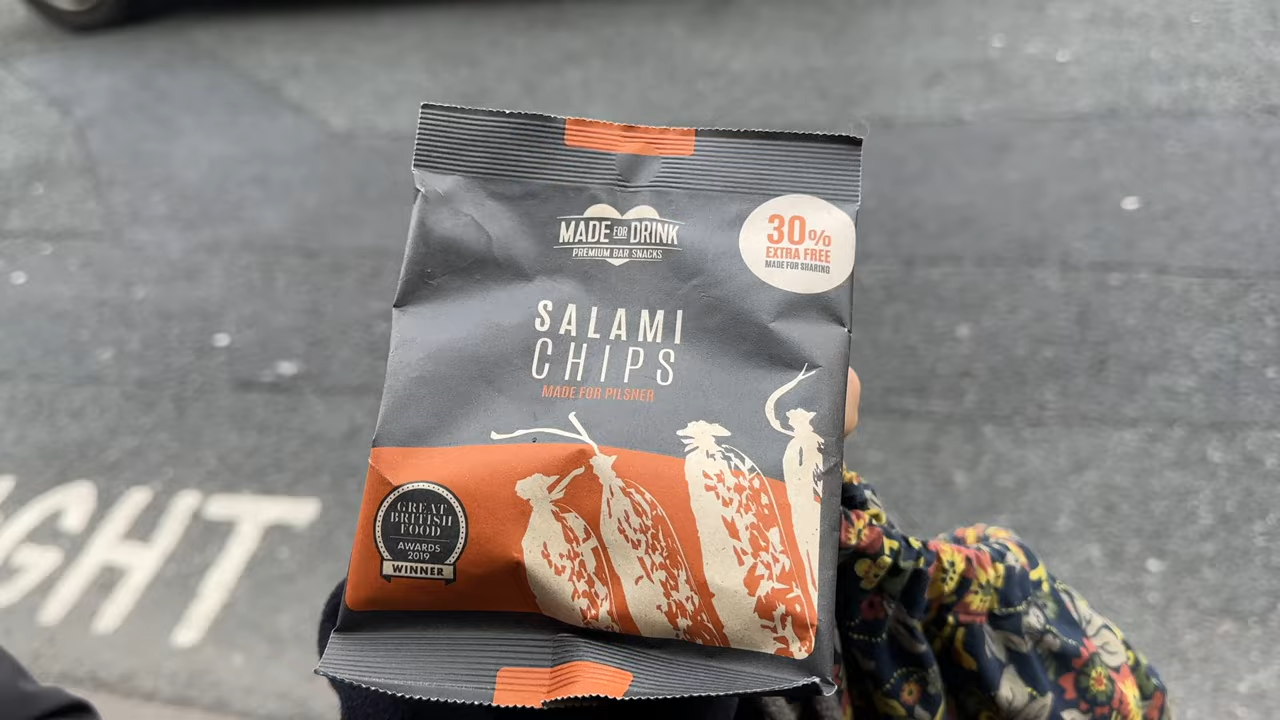 MADE FOR DRINK
PREMIUM BAR SNACKS
30%
EXTRA FREE
MADE FOR SHARING
SALAMI
CHIPS
MADE FOR PILSNER
GREAT
BRITISH
FOOD
AWARDS
2019
WINNER
GHT